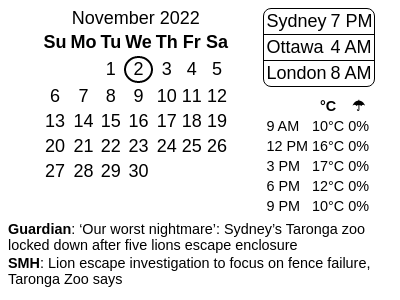 November 2022
Su Mo Tu We Th Fr Sa
1 2 3 4 5
6 7 8 9 10 11 12
13 14 15 16 17 18 19
20 21 22 23 24 25 26
27 28 29 30
Sydney 7 PM
Ottawa 4 AM
London 8 AM
°C ☂
9 AM 10°C 0%
12 PM 16°C 0%
3 PM 17°C 0%
6 PM 12°C 0%
9 PM 10°C 0%
Guardian: ‘Our worst nightmare’: Sydney’s Taronga zoo
locked down after five lions escape enclosure
SMH: Lion escape investigation to focus on fence failure,
Taronga Zoo says